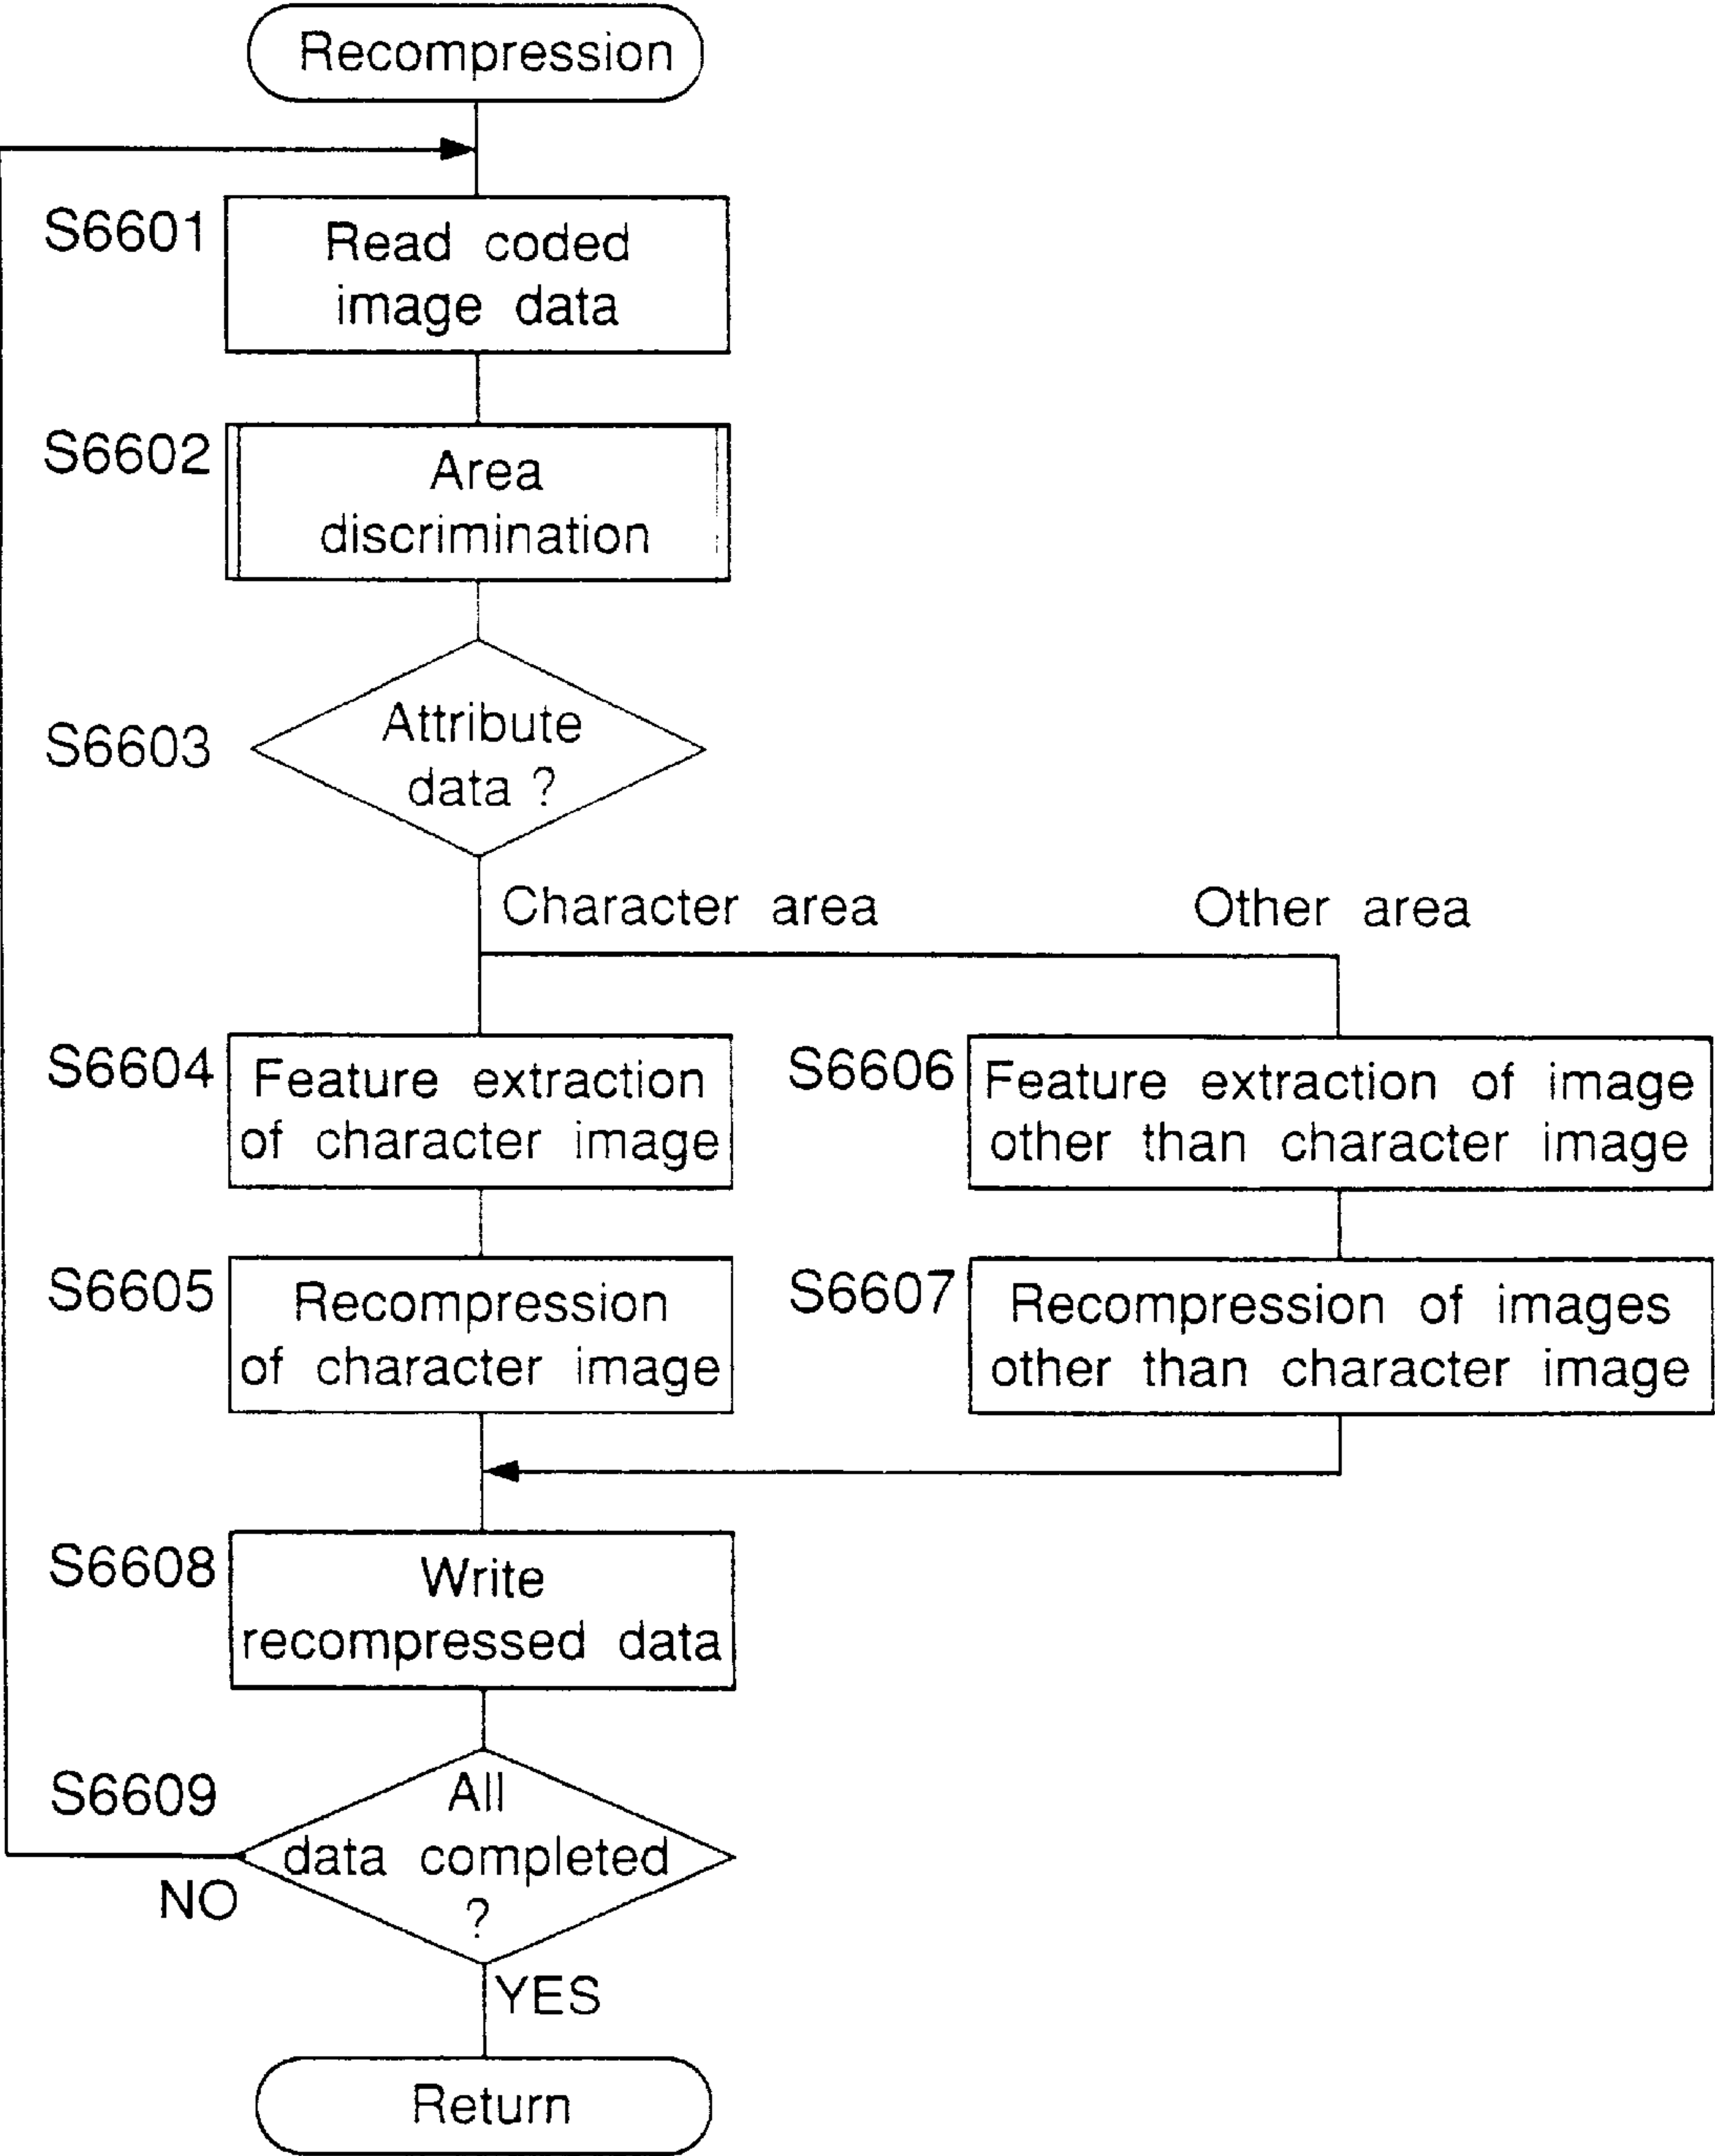 Recompression
S6601
Read coded
image data
S6602
Area
discrimination
S6603
Attribute
data ?
Character area
Other area
S6604
Feature extraction
of character image
S6606
Feature extraction of image
other than character image
S6605
Recompression
of character image
S6607
Recompression of images
other than character image
S6608
Write
recompressed data
S6609
All
data completed
?
NO
YES
Return